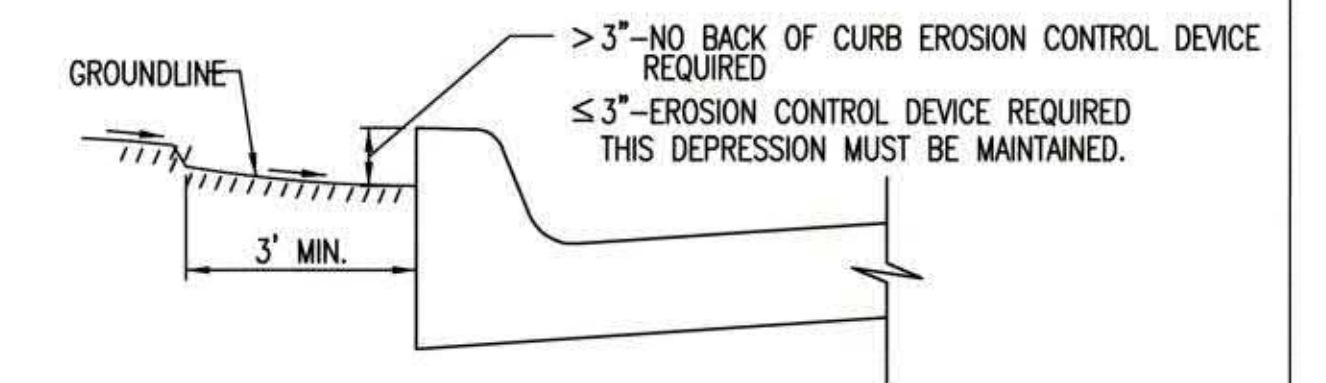 > 3"-NO BACK OF CURB EROSION CONTROL DEVICE
REQUIRED
GROUNDLINE
≤ 3"-EROSION CONTROL DEVICE REQUIRED
THIS DEPRESSION MUST BE MAINTAINED.
3' MIN.